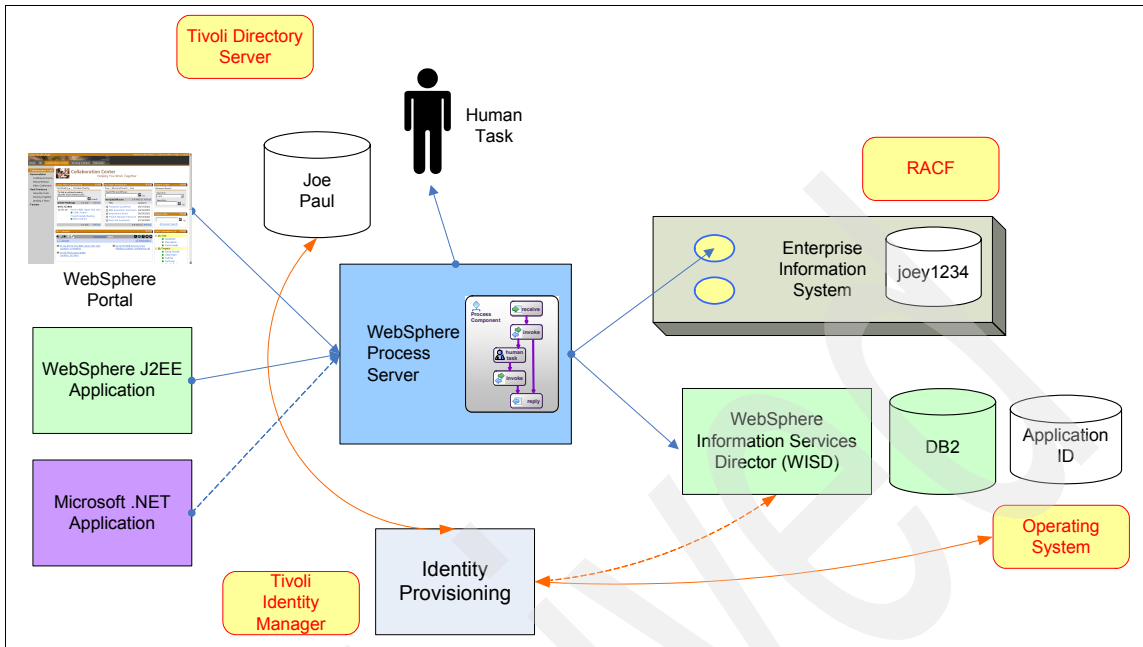 Tivoli Directory
Server
Human
Task
Joe
Paul
RACF
Collaboration Center
WebSphere
Portal
Enterprise
Information
System
joey1234
WebSphere
Process
Server
Process
Component
receive
invoke
human
task
invoke
reply
WebSphere J2EE
Application
WebSphere
Information Services
Director (WISD)
DB2
Application
ID
Microsoft .NET
Application
Operating
System
Identity
Provisioning
Tivoli
Identity
Manager